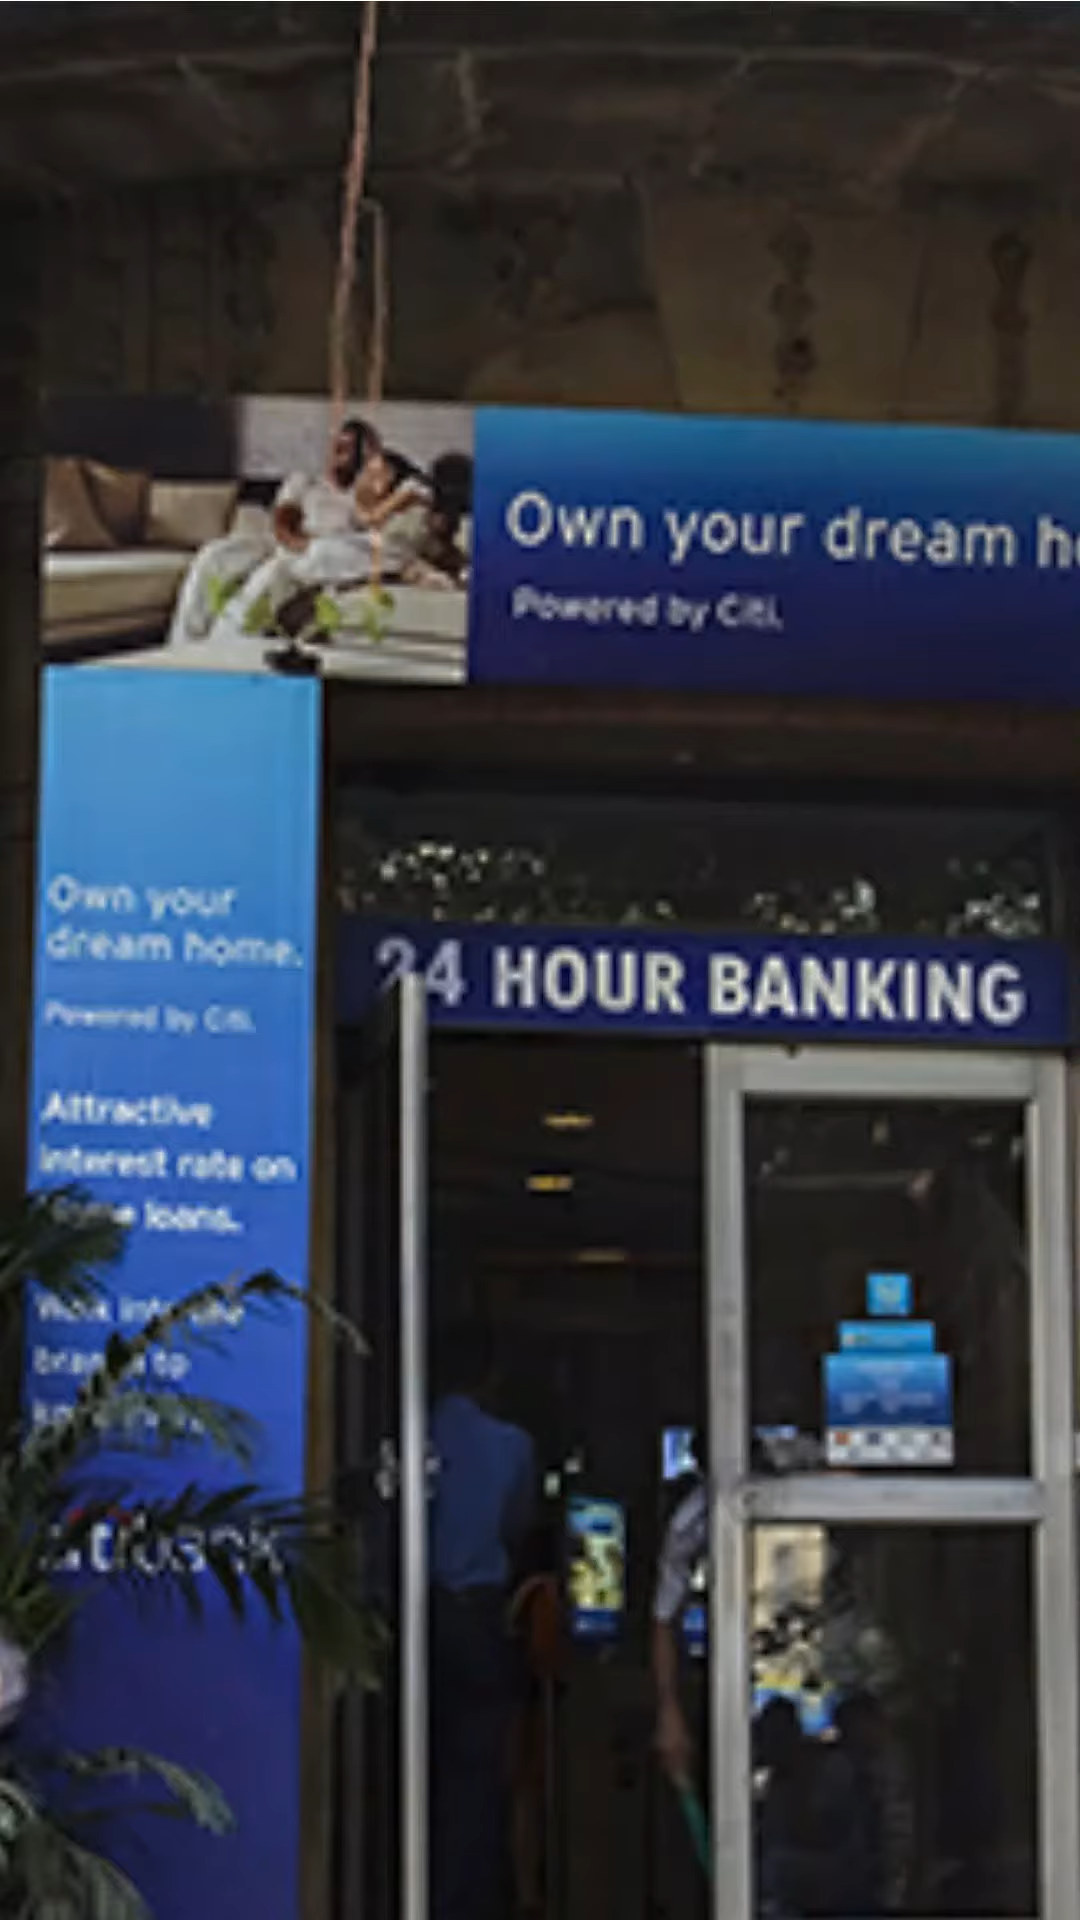 Own your dream
Powered by Citi.
Own your
dream home.
Powered by Citi.
24 HOUR BANKING
Attractive
interest rate on
loans.
citibank